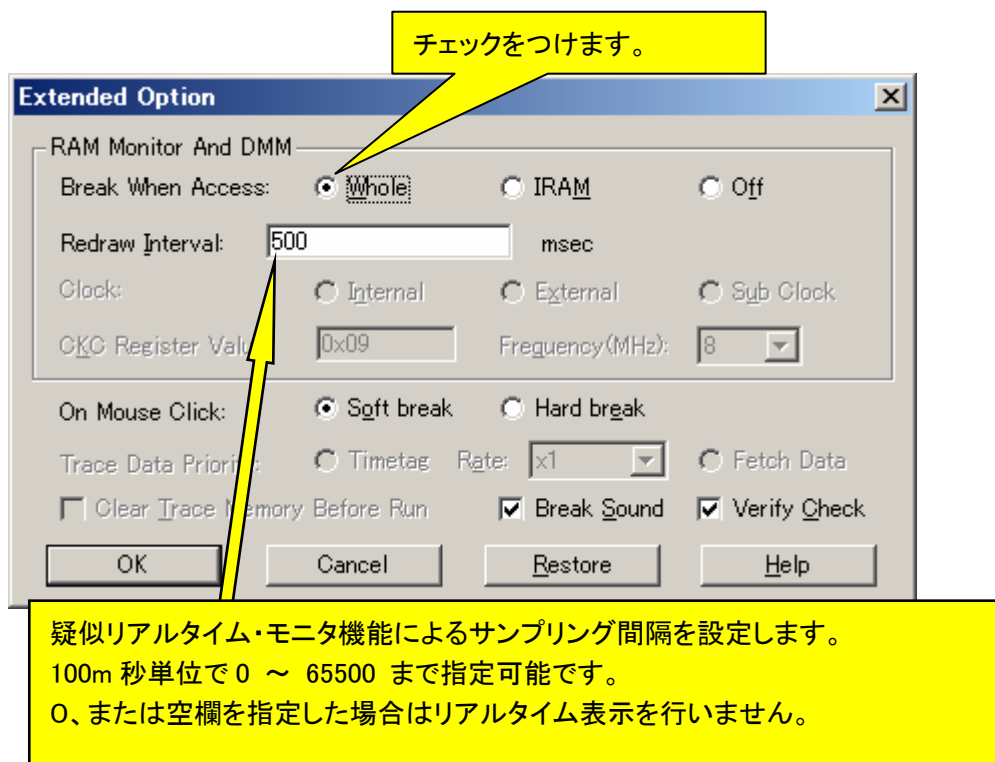 チェックをつけます。
Extended Option
RAM Monitor And DMM
Break When Access: Whole IRAM Off
Redraw Interval: 500 msec
Clock: Internal External Sub Clock
CKC Register Valu 0x09 Frequency(MHz): 8
On Mouse Click: Soft break Hard break
Trace Data Priority: Timetag Rate: x1 Fetch Data
Clear Trace Memory Before Run Break Sound Verify Check
OK Cancel Restore Help
疑似リアルタイム・モニタ機能によるサンプリング間隔を設定します。
100m 秒単位で 0 ～ 65500 まで指定可能です。
0、または空欄を指定した場合はリアルタイム表示を行いません。